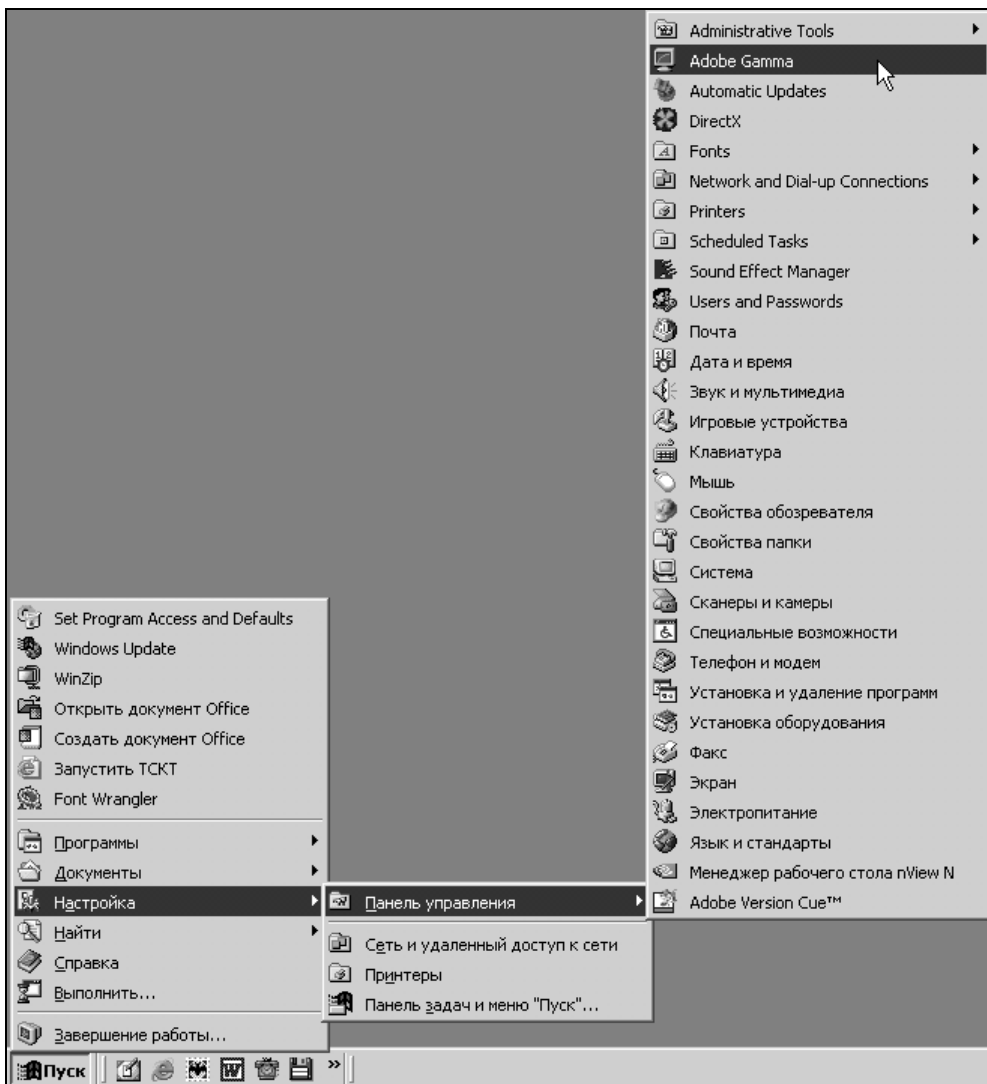 Administrative Tools
Adobe Gamma
Automatic Updates
DirectX
Fonts
Network and Dial-up Connections
Printers
Scheduled Tasks
Sound Effect Manager
Users and Passwords
Почта
Дата и время
Звук и мультимедиа
Игровые устройства
Клавиатура
Мышь
Свойства обозревателя
Свойства папки
Система
Сканеры и камеры
Специальные возможности
Телефон и модем
Установка и удаление программ
Установка оборудования
Факс
Экран
Электропитание
Язык и стандарты
Менеджер рабочего стола nView N
Adobe Version Cue™
Set Program Access and Defaults
Windows Update
WinZip
Открыть документ Office
Создать документ Office
Запустить ТСКТ
Font Wrangler
Программы
Документы
Настройка
Найти
Справка
Выполнить...
Завершение работы...
Панель управления
Сеть и удаленный доступ к сети
Принтеры
Панель задач и меню "Пуск"...
Пуск